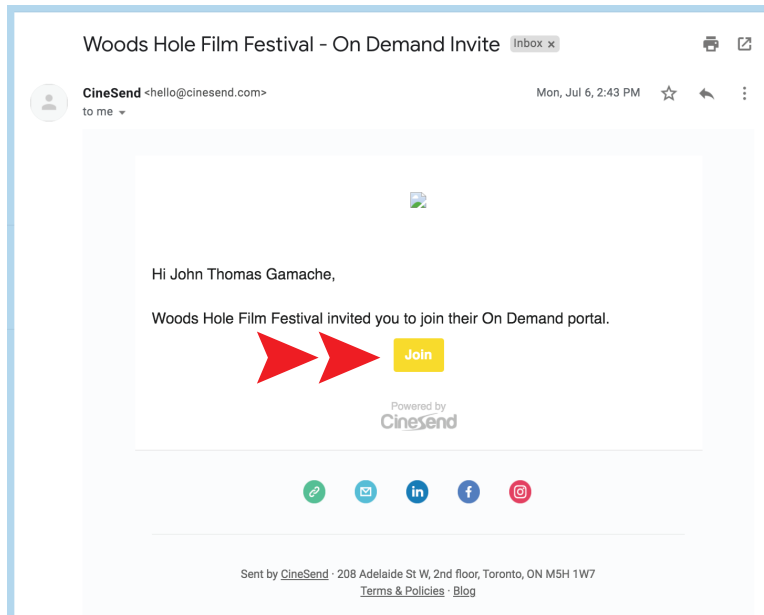 Woods Hole Film Festival - On Demand Invite Inbox x
CineSend <hello@cinesend.com> Mon, Jul 6, 2:43 PM
to me
Hi John Thomas Gamache,
Woods Hole Film Festival invited you to join their On Demand portal.
Join
Powered by
CineSend
in f
Sent by CineSend · 208 Adelaide St W, 2nd floor, Toronto, ON M5H 1W7
Terms & Policies · Blog